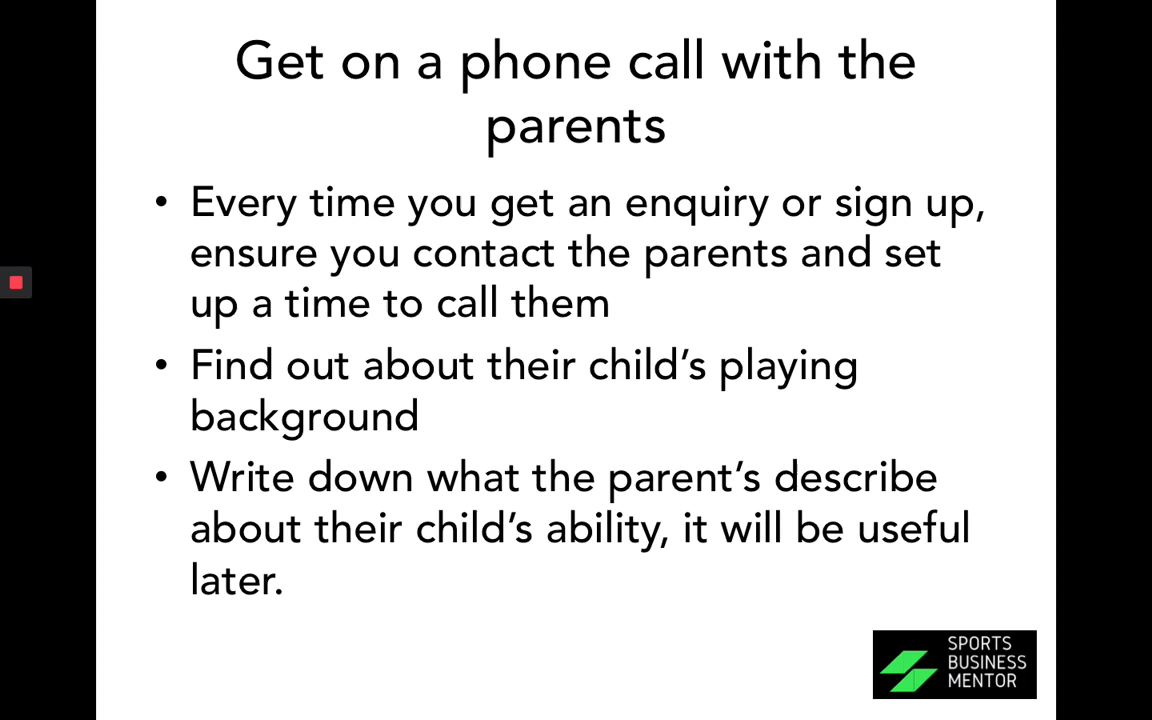 Get on a phone call with the
parents
• Every time you get an enquiry or sign up,
ensure you contact the parents and set
up a time to call them
• Find out about their child’s playing
background
• Write down what the parent’s describe
about their child’s ability, it will be useful
later.
SPORTS
BUSINESS
MENTOR